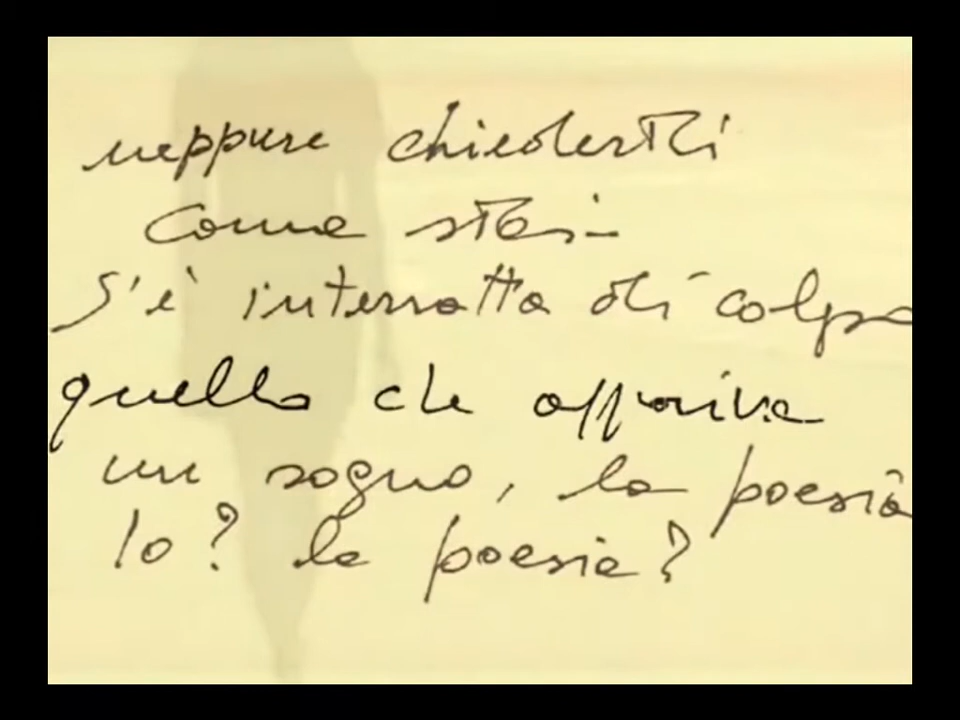 neppure chiederti
come stai
S'è interrotta di colpo
quello che appariva
un sogno, la poesia
Io? la poesia?